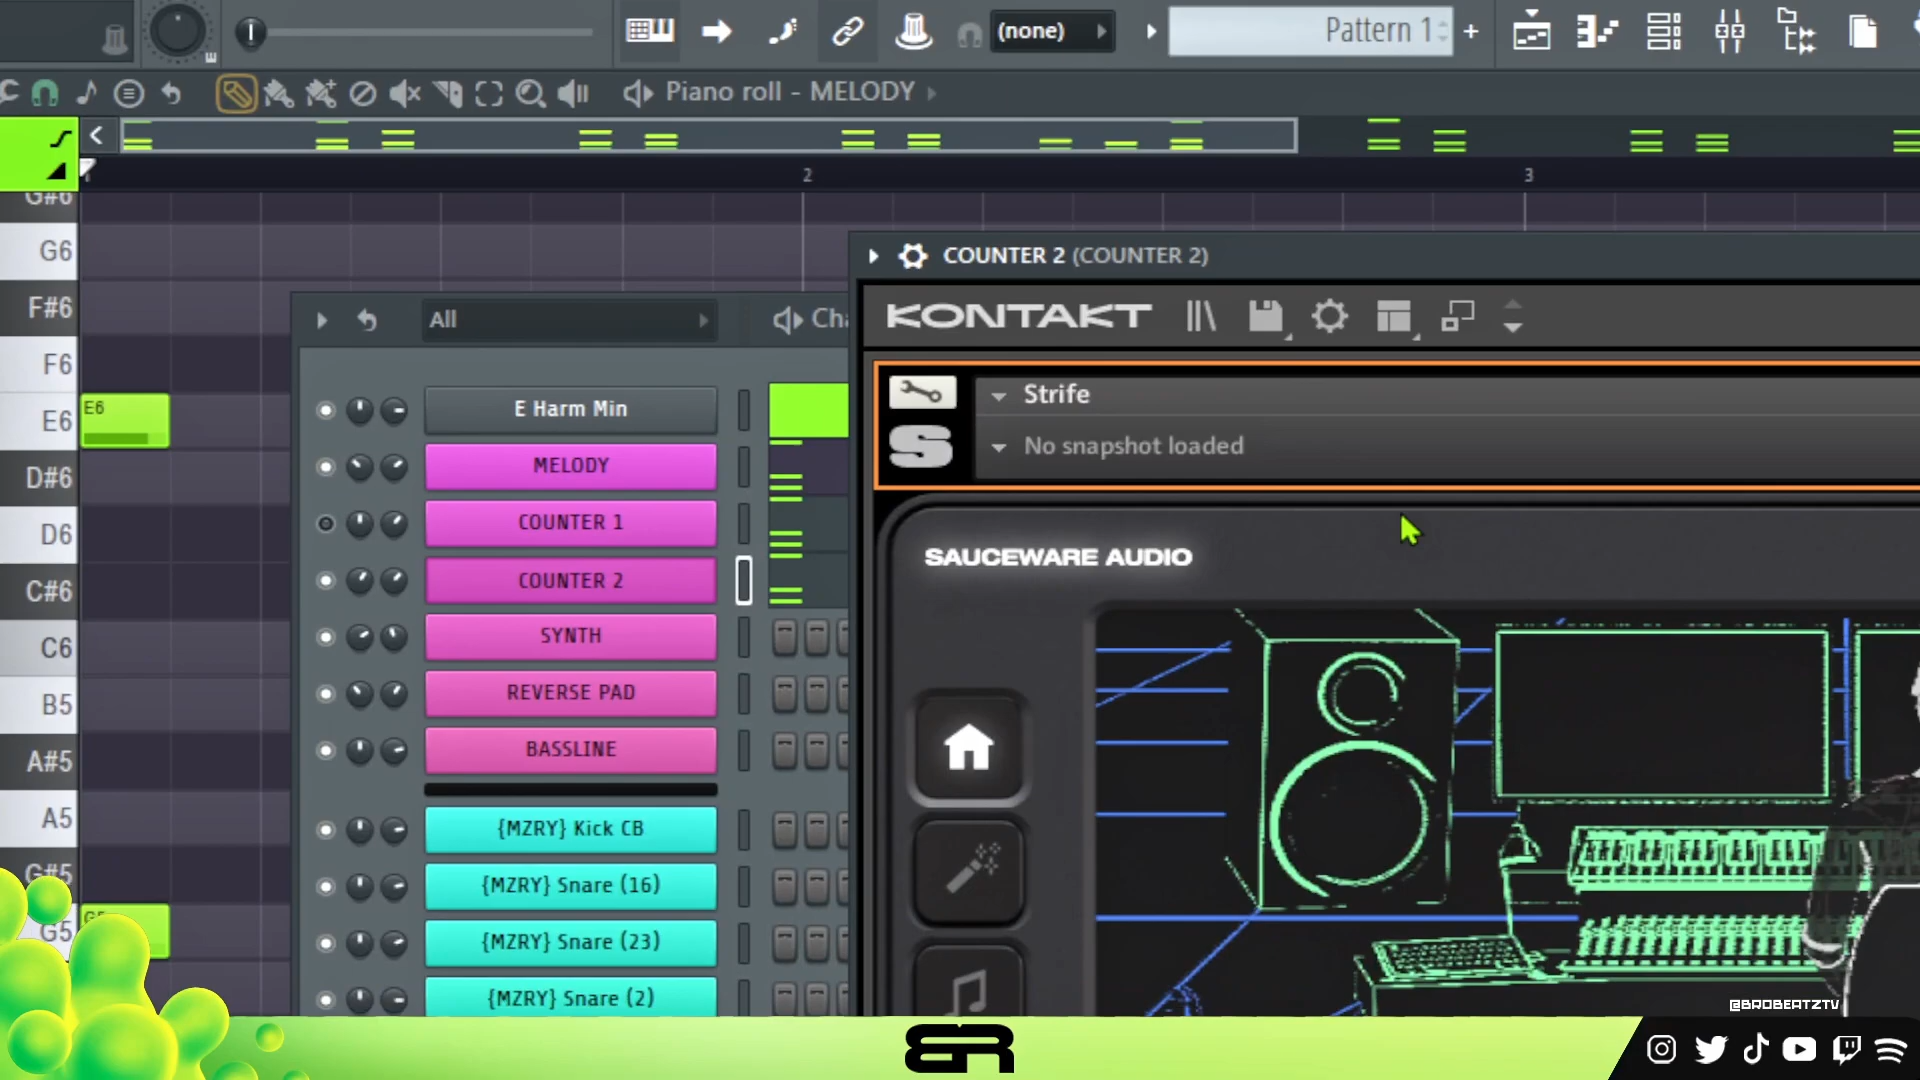 (none)
Pattern 1
Piano roll - MELODY
2
3
G#6
G6
F#6
F6
E6
D#6
D6
C#6
C6
B5
A#5
A5
G#5
G5
E6
COUNTER 2 (COUNTER 2)
KONTAKT
Strife
No snapshot loaded
SAUCEWARE AUDIO
All
Cha
E Harm Min
MELODY
COUNTER 1
COUNTER 2
SYNTH
REVERSE PAD
BASSLINE
{MZRY} Kick CB
{MZRY} Snare (16)
{MZRY} Snare (23)
{MZRY} Snare (2)
@BROBEATZTV
BR